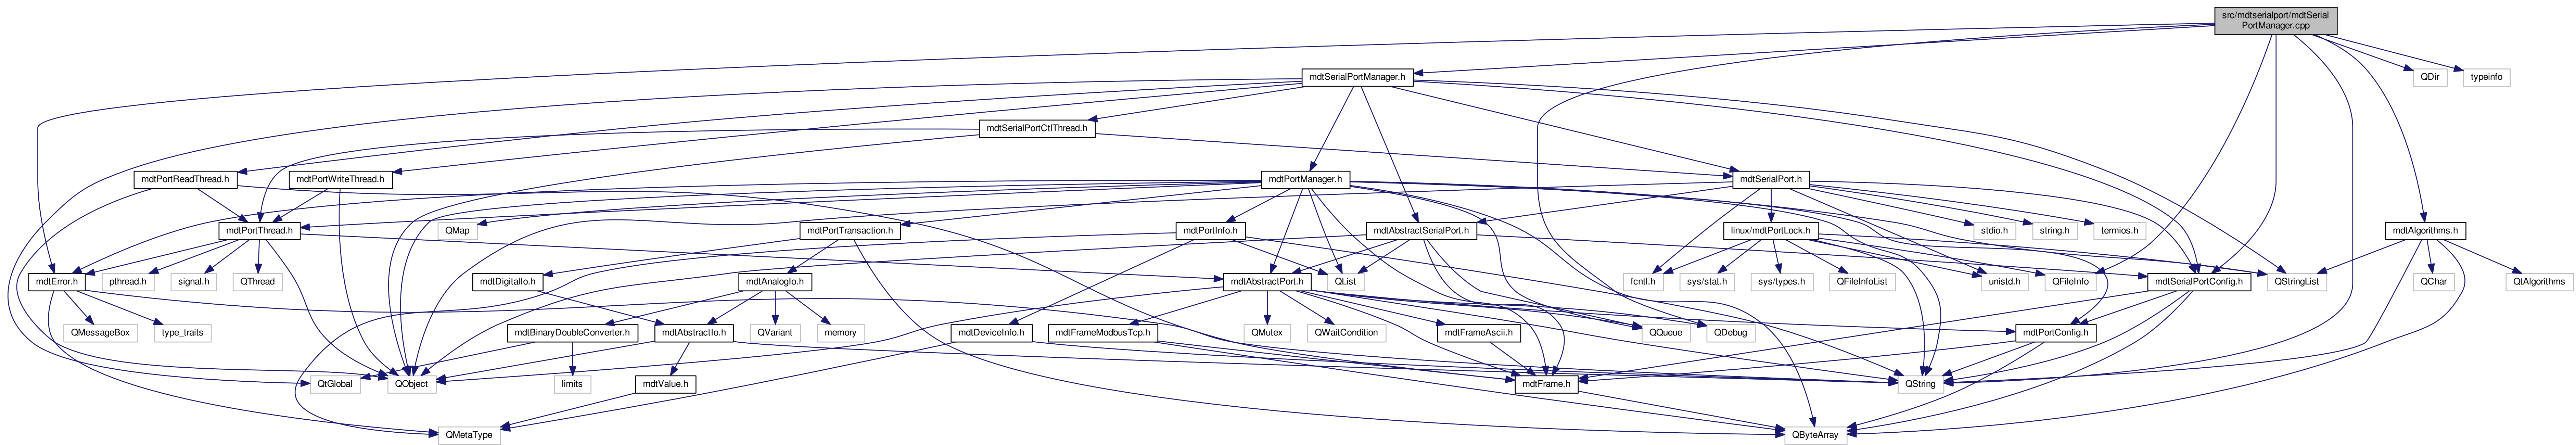 src/mdtserialport/mdtSerial
PortManager.cpp
mdtSerialPortManager.h
QDir
typeinfo
mdtSerialPortCtlThread.h
mdtPortReadThread.h
mdtPortWriteThread.h
mdtPortManager.h
mdtSerialPort.h
mdtPortThread.h
QMap
mdtPortTransaction.h
mdtPortInfo.h
mdtAbstractSerialPort.h
linux/mdtPortLock.h
stdio.h
string.h
termios.h
mdtAlgorithms.h
mdtError.h
pthread.h
signal.h
QThread
mdtDigitalIo.h
mdtAnalogIo.h
mdtAbstractPort.h
QList
fcntl.h
sys/stat.h
sys/types.h
QFileInfoList
unistd.h
QFileInfo
mdtSerialPortConfig.h
QStringList
QChar
QtAlgorithms
QMessageBox
type_traits
mdtBinaryDoubleConverter.h
mdtAbstractIo.h
QVariant
memory
mdtDeviceInfo.h
mdtFrameModbusTcp.h
QMutex
QWaitCondition
mdtFrameAscii.h
QQueue
QDebug
mdtPortConfig.h
QtGlobal
QObject
limits
mdtValue.h
mdtFrame.h
QString
QMetaType
QByteArray